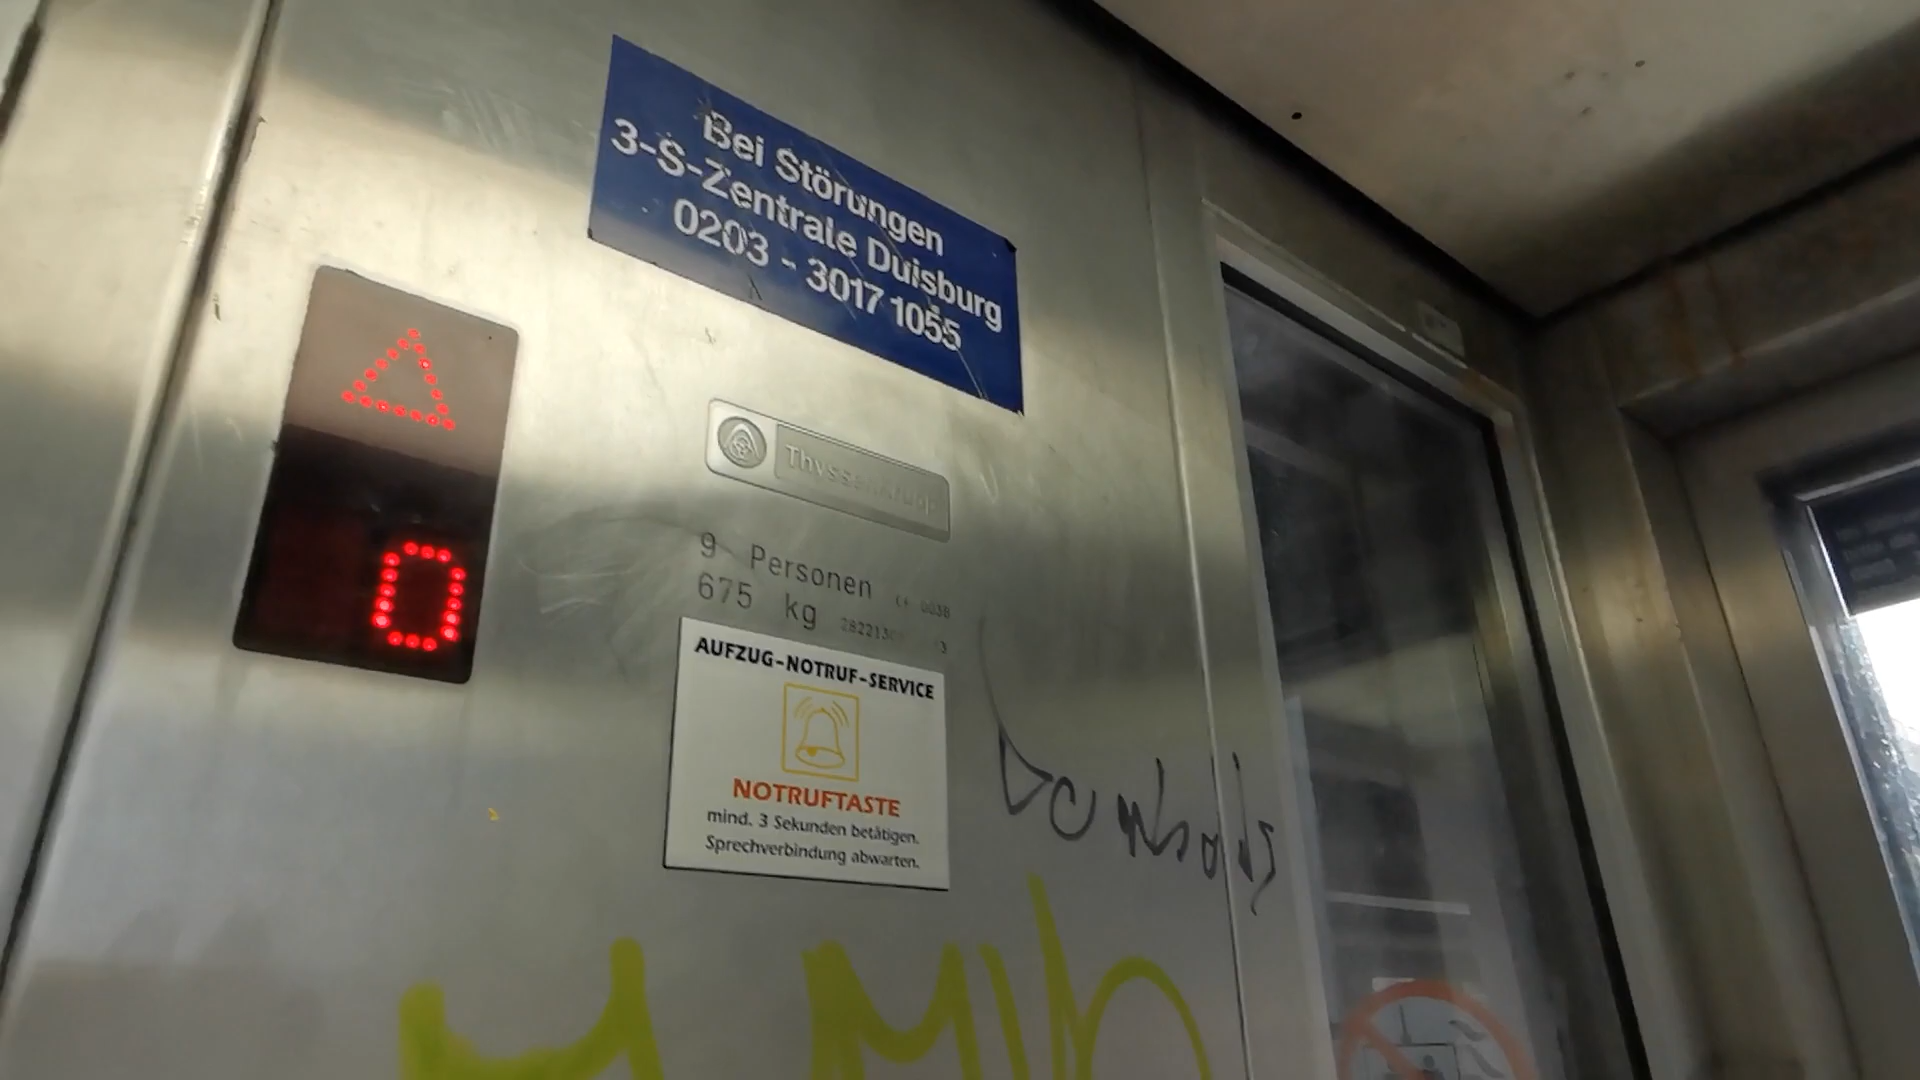 Bei Störungen
3-S-Zentrale Duisburg
0203 - 3017 1055
0
ThyssenKrupp
9 Personen
675 kg
AUFZUG-NOTRUF-SERVICE
NOTRUFTASTE
mind. 3 Sekunden betätigen.
Sprechverbindung abwarten.